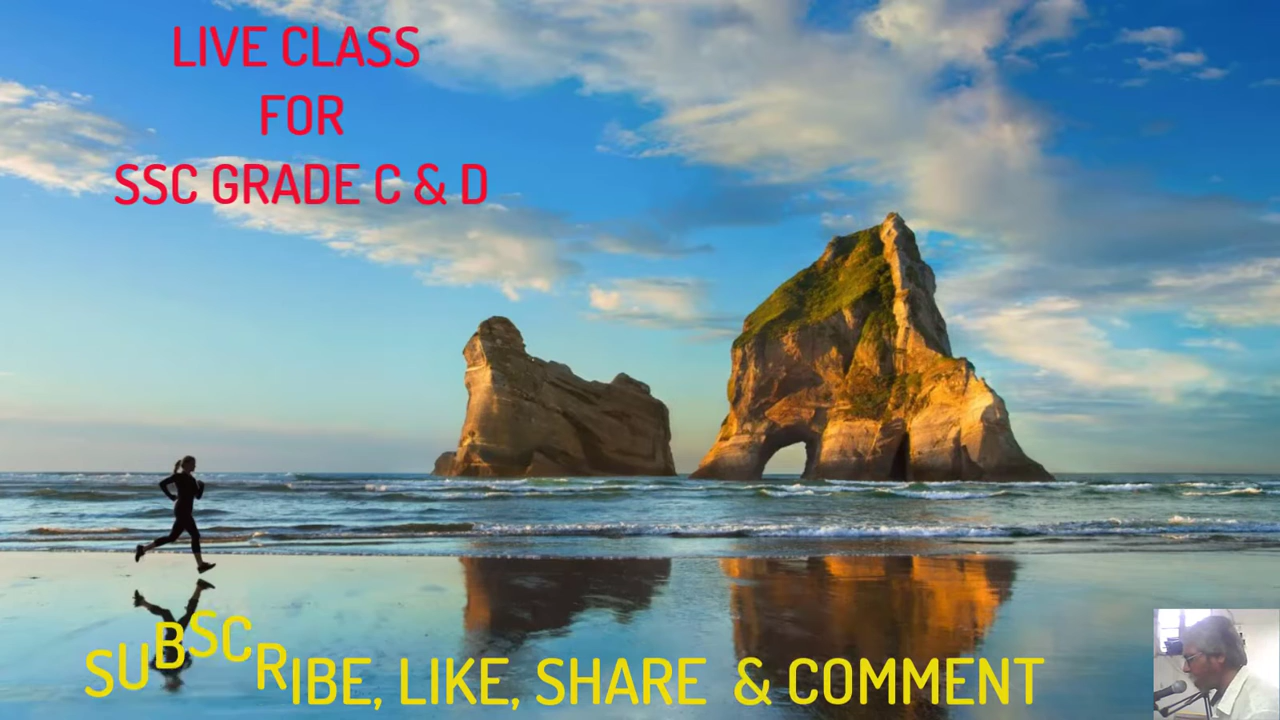 LIVE CLASS
FOR
SSC GRADE C & D
SUBSCRIBE, LIKE, SHARE & COMMENT